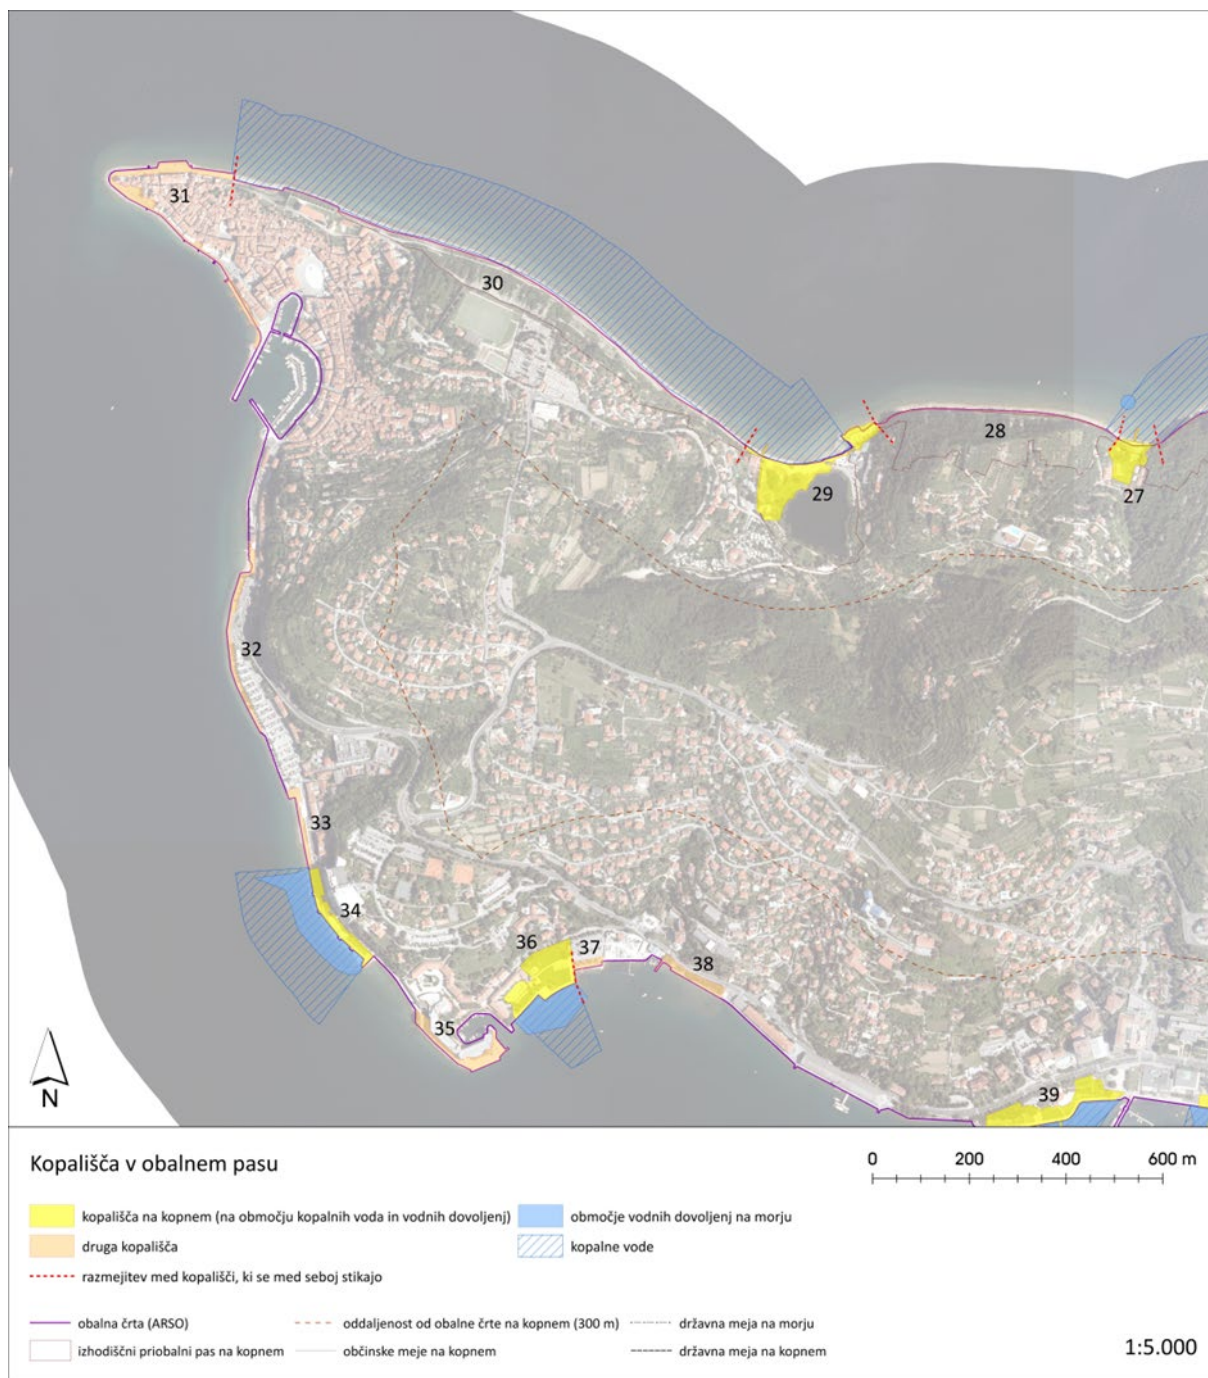 31
30
28
29
27
32
33
34
36
37
38
35
39
N
Kopališča v obalnem pasu
0 200 400 600 m
kopališča na kopnem (na območju kopalnih voda in vodnih dovoljenj)
območje vodnih dovoljenj na morju
druga kopališča
kopalne vode
razmejitev med kopališči, ki se med seboj stikajo
obalna črta (ARSO)
oddaljenost od obalne črte na kopnem (300 m)
državna meja na morju
izhodiščni priobalni pas na kopnem
občinske meje na kopnem
državna meja na kopnem
1:5.000